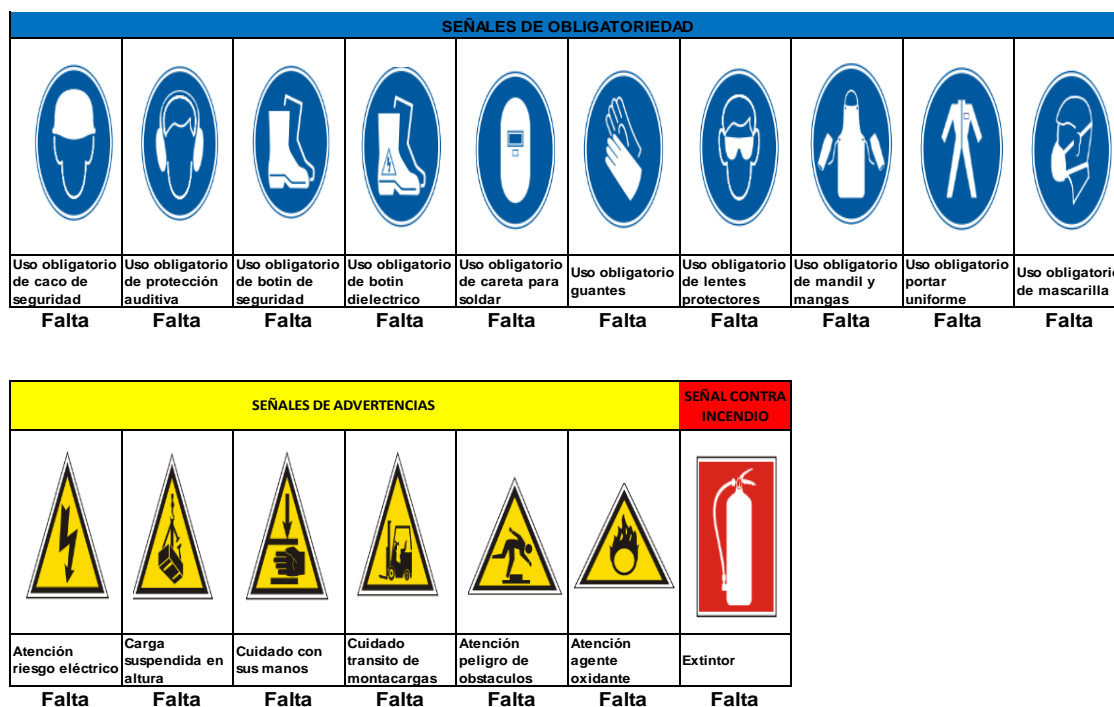 SEÑALES DE OBLIGATORIEDAD
Uso obligatorio
de caco de
seguridad
Uso obligatorio
de protección
auditiva
Uso obligatorio
de botin de
seguridad
Uso obligatorio
de botin
dielectrico
Uso obligatorio
de careta para
soldar
Uso obligatorio
guantes
Uso obligatorio
de lentes
protectores
Uso obligatorio
de mandil y
mangas
Uso obligatorio
portar
uniforme
Uso obligatorio
de mascarilla
Falta Falta Falta Falta Falta Falta Falta Falta Falta Falta
SEÑALES DE ADVERTENCIAS
SEÑAL CONTRA
INCENDIO
Atención
riesgo eléctrico
Carga
suspendida en
altura
Cuidado con
sus manos
Cuidado
transito de
montacargas
Atención
peligro de
obstaculos
Atención
agente
oxidante
Extintor
Falta Falta Falta Falta Falta Falta Falta